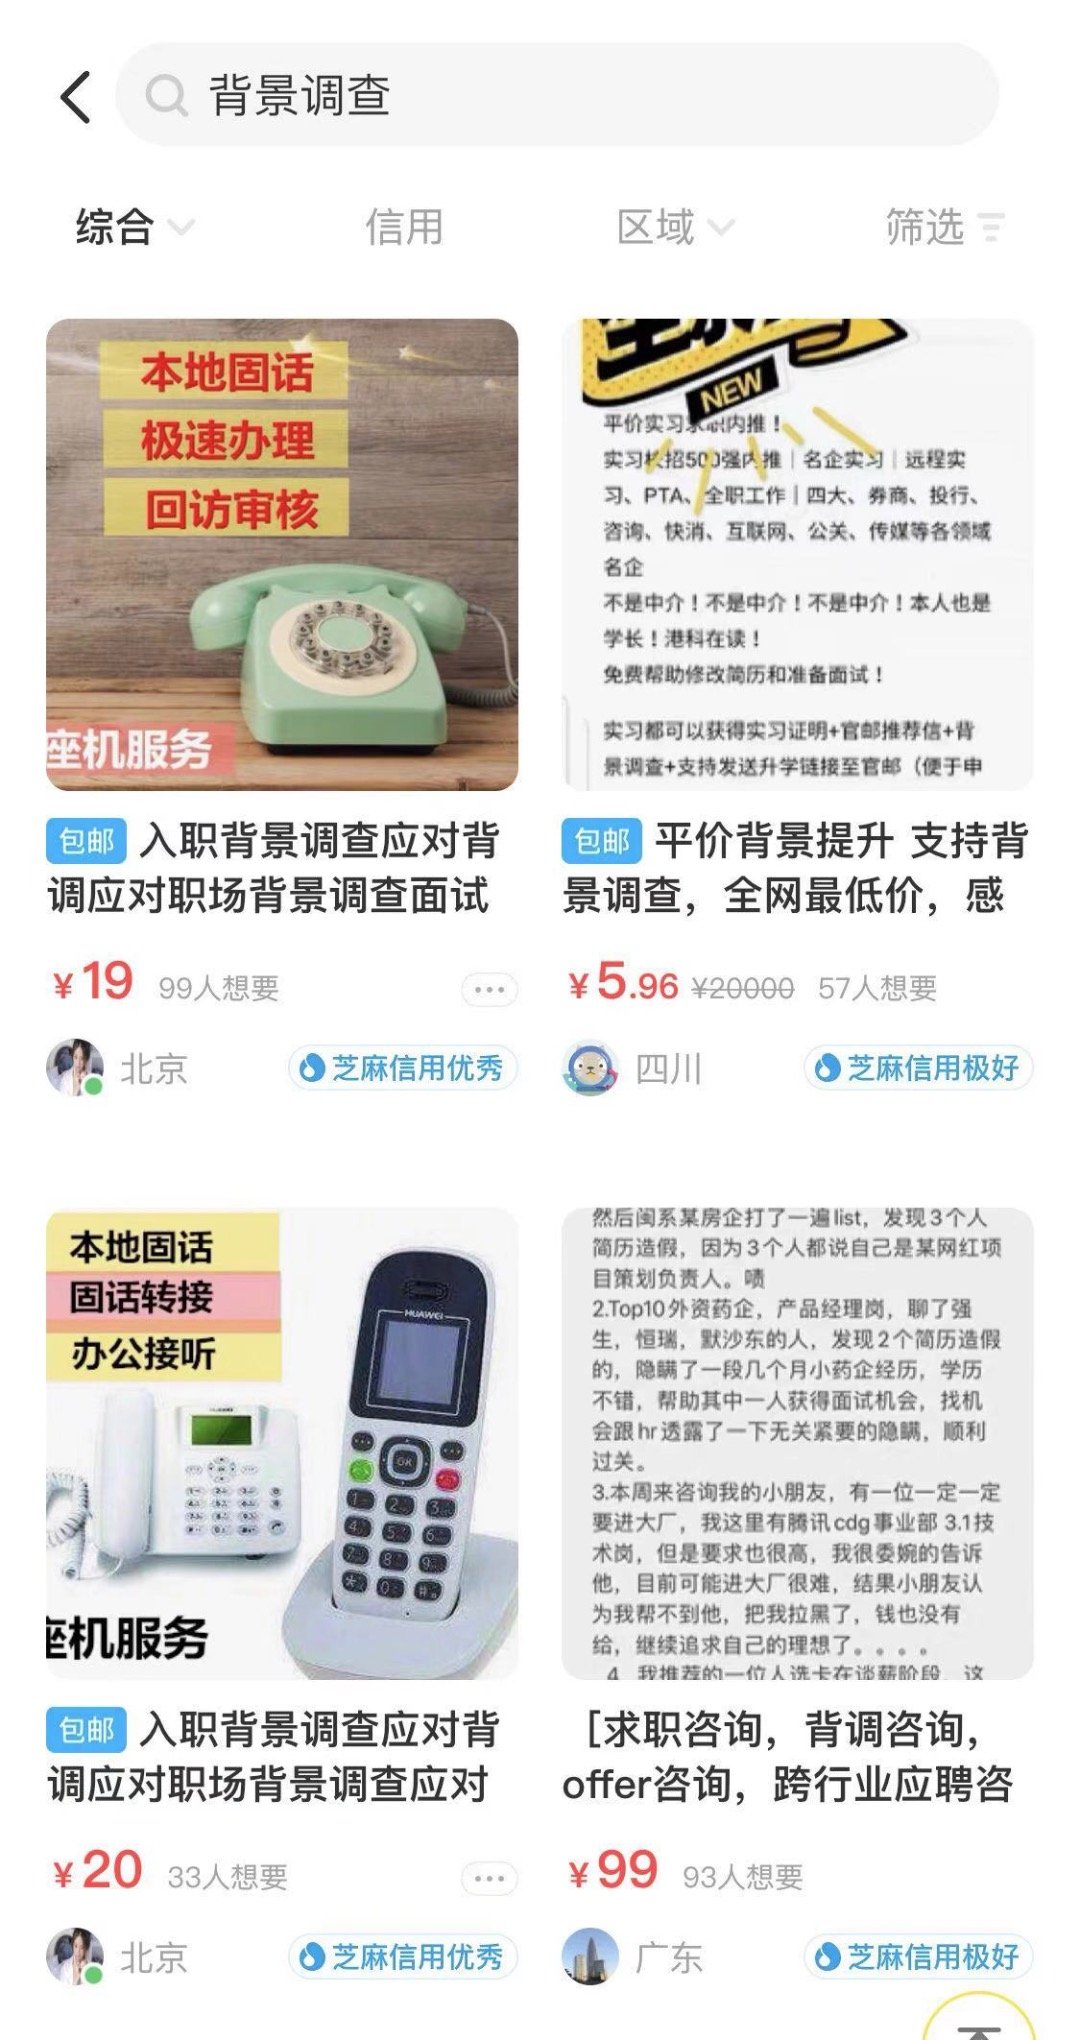 背景调查
综合
信用
区域
筛选
本地固话
极速办理
回访审核
座机服务
包邮 入职背景调查应对背
调应对职场背景调查面试
¥19 99人想要
北京
芝麻信用优秀
NEW
平价实习求职内推！
实习校招500强内推｜名企实习｜远程实
习、PTA、全职工作｜四大、券商、投行、
咨询、快消、互联网、公关、传媒等各领域
名企
不是中介！不是中介！不是中介！本人也是
学长！港科在读！
免费帮助修改简历和准备面试！
实习都可以获得实习证明+官邮推荐信+背
景调查+支持发送升学链接至官邮（便于申
包邮 平价背景提升 支持背
景调查，全网最低价，感
¥5.96 ¥20000 57人想要
四川
芝麻信用极好
本地固话
固话转接
办公接听
HUAWEI
OK
座机服务
包邮 入职背景调查应对背
调应对职场背景调查应对
¥20 33人想要
北京
芝麻信用优秀
然后闽系某房企打了一遍list，发现3个人
简历造假，因为3个人都说自己是某网红项
目策划负责人。啧
2.Top10外资药企，产品经理岗，聊了强
生，恒瑞，默沙东的人，发现2个简历造假
的，隐瞒了一段几个月小药企经历，学历
不错，帮助其中一人获得面试机会，找机
会跟hr透露了一下无关紧要的隐瞒，顺利
过关。
3.本周来咨询我的小朋友，有一位一定一定
要进大厂，我这里有腾讯cdg事业部 3.1技
术岗，但是要求也很高，我很委婉的告诉
他，目前可能进大厂很难，结果小朋友认
为我帮不到他，把我拉黑了，钱也没有
给，继续追求自己的理想了。。。。
4 我推荐的一位人选卡在谈薪阶段，这
[求职咨询，背调咨询，
offer咨询，跨行业应聘咨
¥99 93人想要
广东
芝麻信用极好